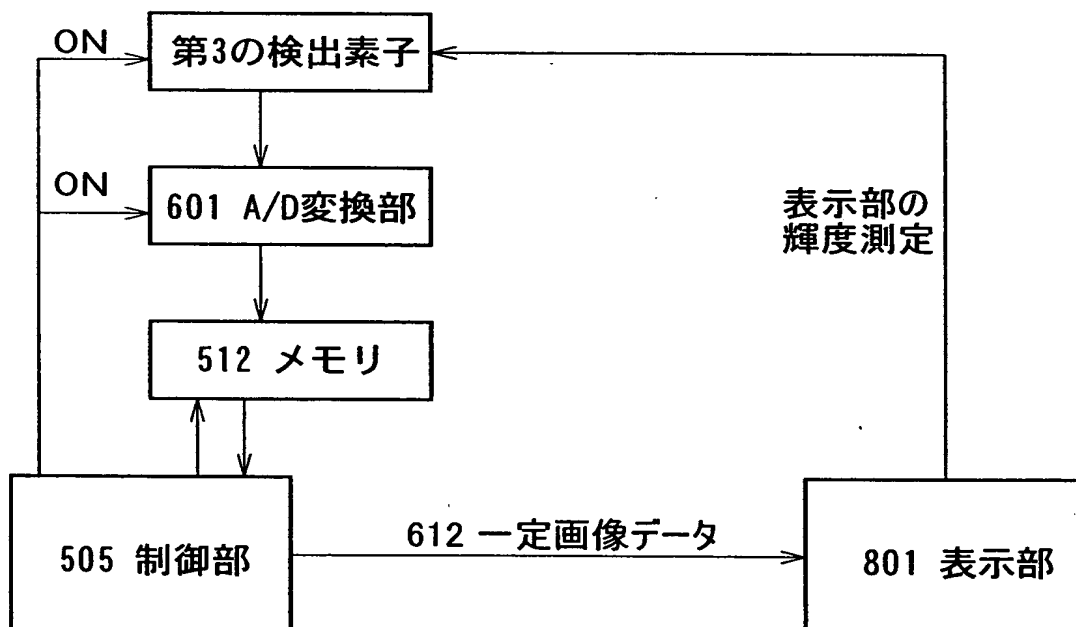 ON
第3の検出素子
ON
601 A/D変換部
表示部の
輝度測定
512 メモリ
505 制御部
612 一定画像データ
801 表示部